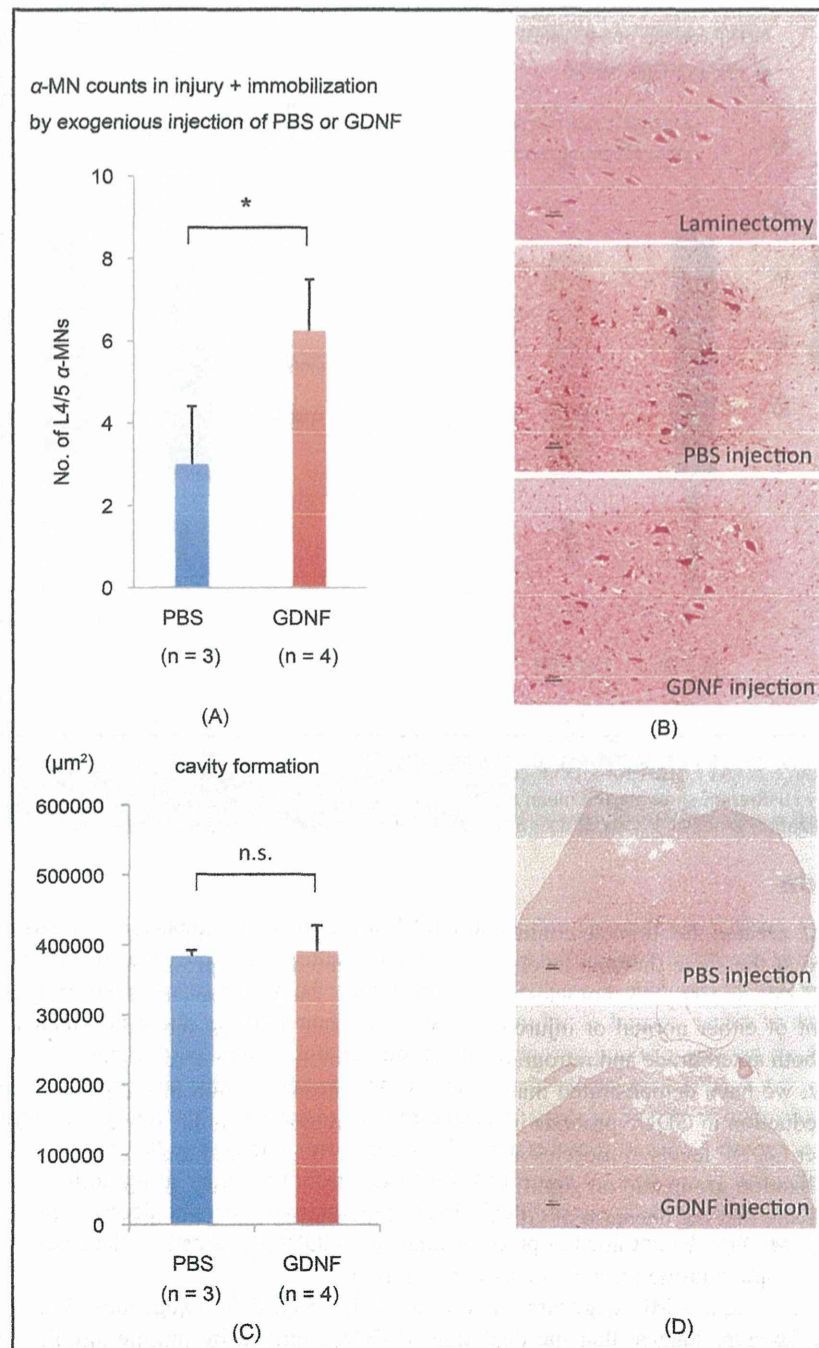 α-MN counts in injury + immobilization
by exogenious injection of PBS or GDNF
10
8
6
4
2
0
No. of L4/5 α-MNs
*
PBS
GDNF
(n = 3)
(n = 4)
(A)
Laminectomy
PBS injection
GDNF injection
(B)
(μm²)
cavity formation
600000
500000
400000
300000
200000
100000
0
n.s.
PBS
GDNF
(n = 3)
(n = 4)
(C)
PBS injection
GDNF injection
(D)